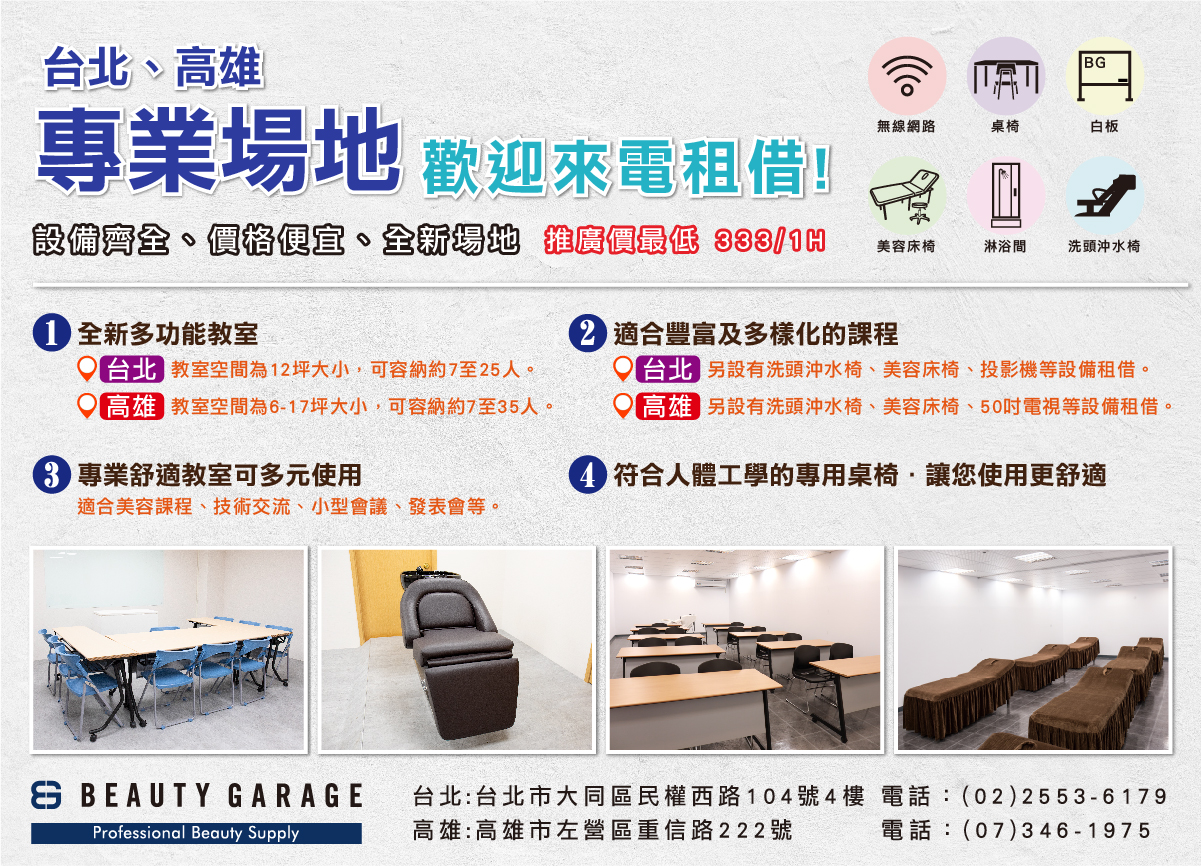 台北、高雄
專業場地 歡迎來電租借!
設備齊全、價格便宜、全新場地 推廣價最低 333/1H
無線網路 桌椅 BG 白板
美容床椅 淋浴間 洗頭沖水椅
1 全新多功能教室
台北 教室空間為12坪大小，可容納約7至25人。
高雄 教室空間為6-17坪大小，可容納約7至35人。
2 適合豐富及多樣化的課程
台北 另設有洗頭沖水椅、美容床椅、投影機等設備租借。
高雄 另設有洗頭沖水椅、美容床椅、50吋電視等設備租借。
3 專業舒適教室可多元使用
適合美容課程、技術交流、小型會議、發表會等。
4 符合人體工學的專用桌椅．讓您使用更舒適
BEAUTY GARAGE
Professional Beauty Supply
台北:台北市大同區民權西路104號4樓 電話：(02)2553-6179
高雄:高雄市左營區重信路222號 電話：(07)346-1975